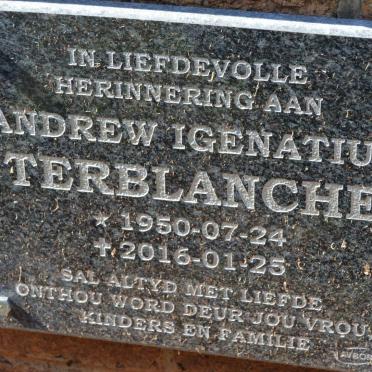 IN LIEFDEVOLLE
HERINNERING AAN
ANDREW IGENATIU
TERBLANCHE
* 1950-07-24
✝ 2016-01-25
SAL ALTYD MET LIEFDE
ONTHOU WORD DEUR JOU VROU,
KINDERS EN FAMILIE